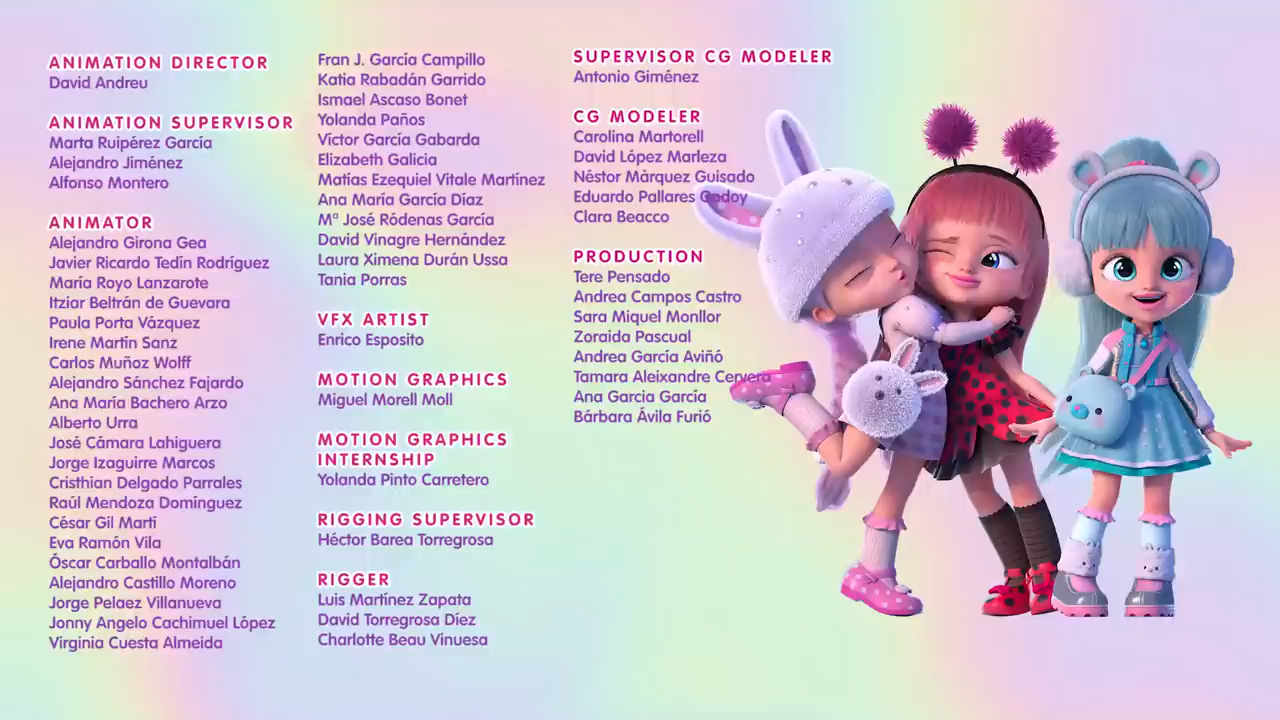 ANIMATION DIRECTOR
David Andreu
ANIMATION SUPERVISOR
Marta Ruipérez García
Alejandro Jiménez
Alfonso Montero
ANIMATOR
Alejandro Girona Gea
Javier Ricardo Tedín Rodríguez
María Royo Lanzarote
Itziar Beltrán de Guevara
Paula Porta Vázquez
Irene Martín Sanz
Carlos Muñoz Wolff
Alejandro Sánchez Fajardo
Ana María Bachero Arzo
Alberto Urra
José Cámara Lahiguera
Jorge Izaguirre Marcos
Cristhian Delgado Parrales
Raúl Mendoza Domínguez
César Gil Martí
Eva Ramón Vila
Óscar Carballo Montalbán
Alejandro Castillo Moreno
Jorge Pelaez Villanueva
Jonny Angelo Cachimuel López
Virginia Cuesta Almeida
Fran J. García Campillo
Katia Rabadán Garrido
Ismael Ascaso Bonet
Yolanda Paños
Víctor García Gabarda
Elizabeth Galicia
Matías Ezequiel Vitale Martínez
Ana María García Díaz
Mª José Ródenas García
David Vinagre Hernández
Laura Ximena Durán Ussa
Tania Porras
VFX ARTIST
Enrico Esposito
MOTION GRAPHICS
Miguel Morell Moll
MOTION GRAPHICS
INTERNSHIP
Yolanda Pinto Carretero
RIGGING SUPERVISOR
Héctor Barea Torregrosa
RIGGER
Luis Martínez Zapata
David Torregrosa Díez
Charlotte Beau Vinuesa
SUPERVISOR CG MODELER
Antonio Giménez
CG MODELER
Carolina Martorell
David López Marleza
Néstor Màrquez Guisado
Eduardo Pallares Godoy
Clara Beacco
PRODUCTION
Tere Pensado
Andrea Campos Castro
Sara Miquel Monllor
Zoraida Pascual
Andrea García Aviñó
Tamara Aleixandre Cervera
Ana Garcia García
Bárbara Ávila Furió